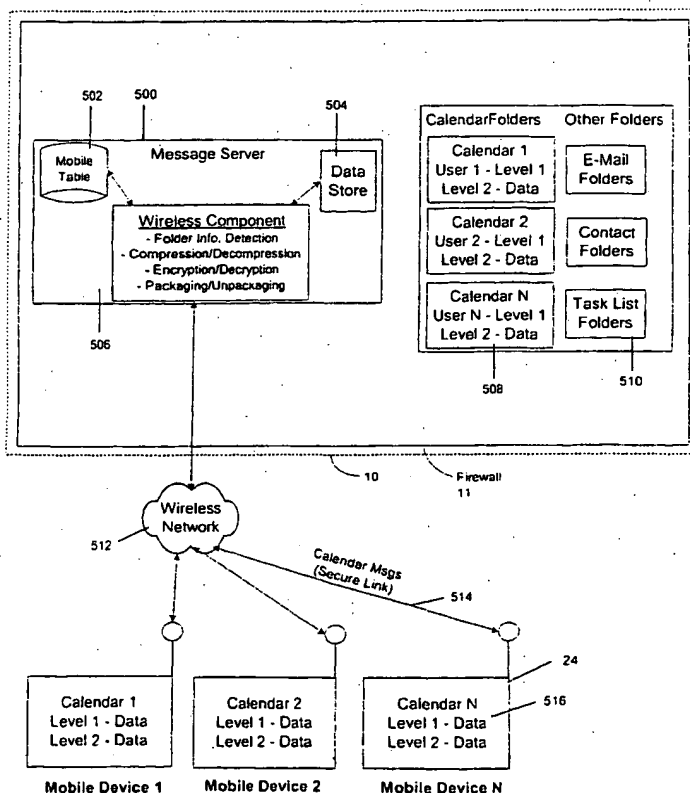 502
500
504
Message Server
Mobile
Table
Data
Store
Wireless Component
- Folder Info. Detection
- Compression/Decompression
- Encryption/Decryption
- Packaging/Unpackaging
506
CalendarFolders
Other Folders
Calendar 1
User 1 - Level 1
Level 2 - Data
E-Mail
Folders
Calendar 2
User 2 - Level 1
Level 2 - Data
Contact
Folders
Calendar N
User N - Level 1
Level 2 - Data
Task List
Folders
508
510
10
Firewall
11
Wireless
Network
512
Calendar Msgs
(Secure Link)
514
24
516
Calendar 1
Level 1 - Data
Level 2 - Data
Calendar 2
Level 1 - Data
Level 2 - Data
Calendar N
Level 1 - Data
Level 2 - Data
Mobile Device 1
Mobile Device 2
Mobile Device N